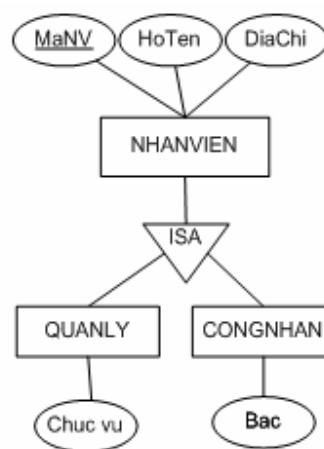 MaNV HoTen DiaChi
NHANVIEN
ISA
QUANLY CONGNHAN
Chuc vu Bac